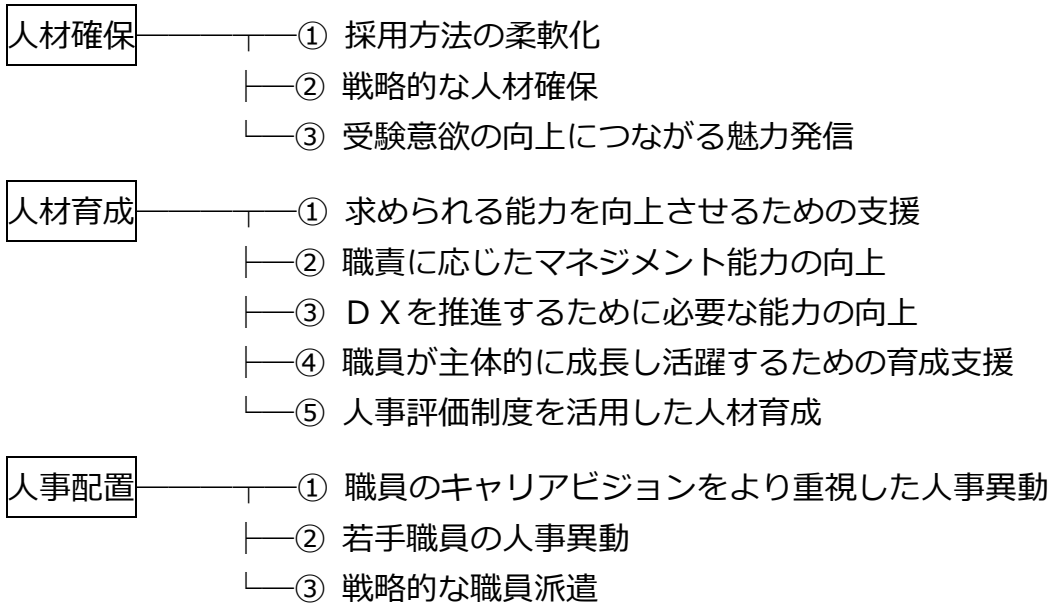 人材確保 ① 採用方法の柔軟化
② 戦略的な人材確保
③ 受験意欲の向上につながる魅力発信
人材育成 ① 求められる能力を向上させるための支援
② 職責に応じたマネジメント能力の向上
③ ＤＸを推進するために必要な能力の向上
④ 職員が主体的に成長し活躍するための育成支援
⑤ 人事評価制度を活用した人材育成
人事配置 ① 職員のキャリアビジョンをより重視した人事異動
② 若手職員の人事異動
③ 戦略的な職員派遣